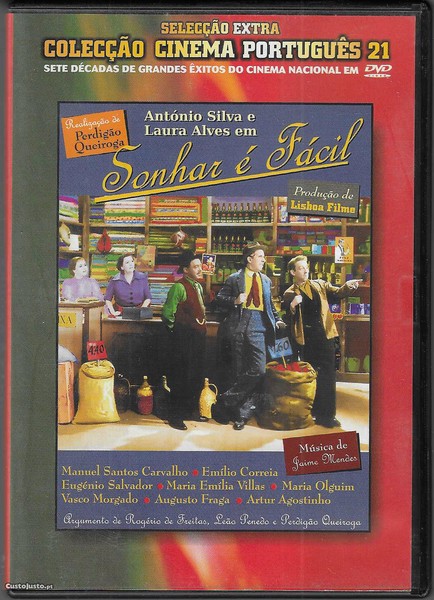 SELECÇÃO EXTRA
COLECÇÃO CINEMA PORTUGUÊS 21
SETE DÉCADAS DE GRANDES ÊXITOS DO CINEMA NACIONAL EM DVD
Realização de
Perdigão
Queiroga
António Silva e
Laura Alves em
Sonhar é Fácil
Produção de
Lisboa Filme
4$40
Música de
Jaime Mendes
Manuel Santos Carvalho Emílio Correia
Eugénio Salvador Maria Emília Villas Maria Olguim
Vasco Morgado Augusto Fraga Artur Agostinho
Argumento de Rogério de Freitas, Leão Penedo e Perdigão Queiroga
CustoJusto.pt